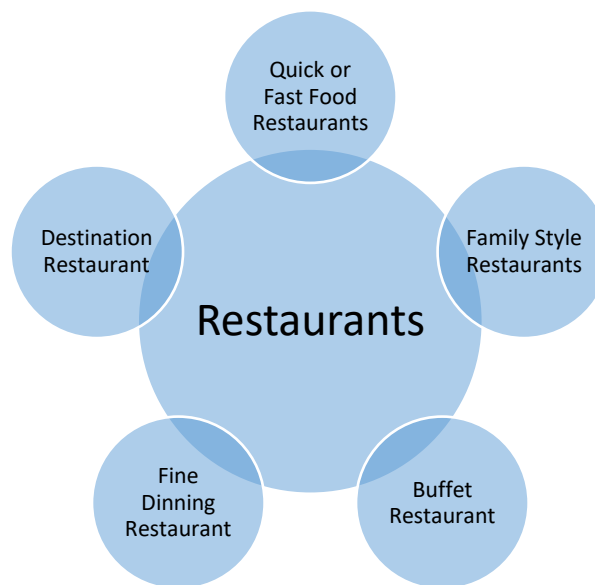 Quick or
Fast Food
Restaurants
Destination
Restaurant
Family Style
Restaurants
Restaurants
Fine
Dinning
Restaurant
Buffet
Restaurant